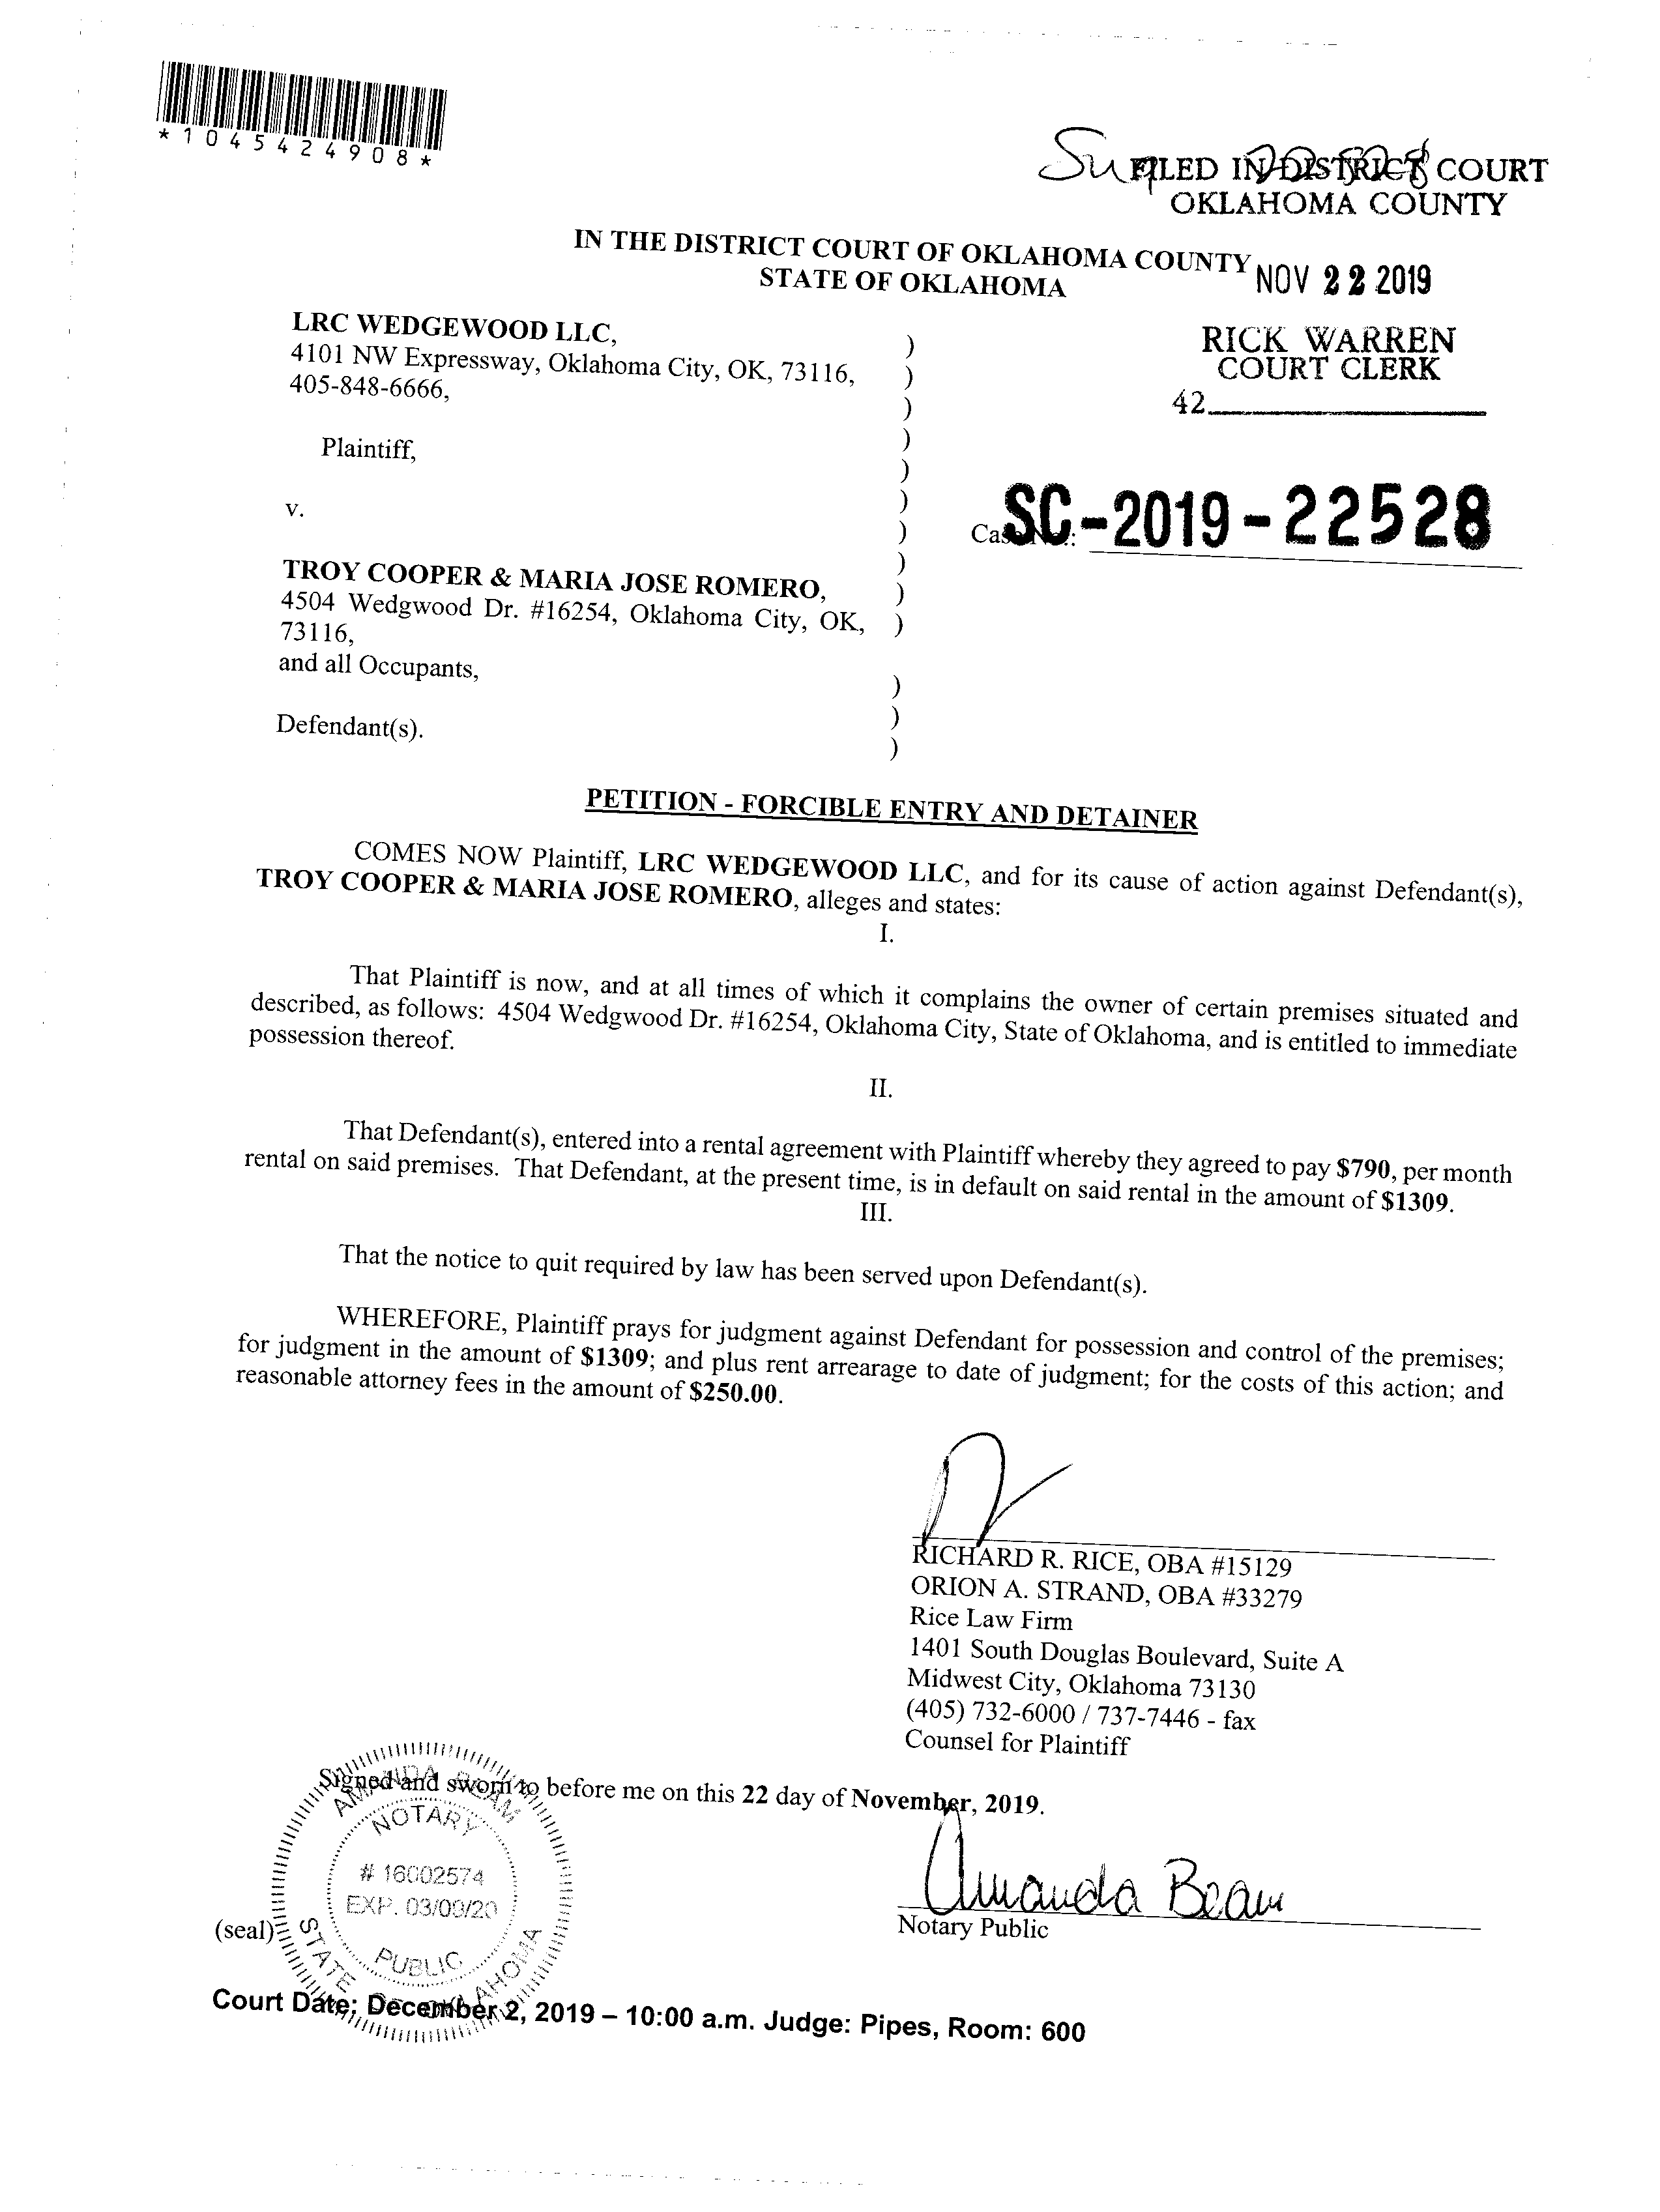 *1045424908*
FILED IN DISTRICT COURT
OKLAHOMA COUNTY
IN THE DISTRICT COURT OF OKLAHOMA COUNTY
STATE OF OKLAHOMA
NOV 22 2019
RICK WARREN
COURT CLERK
42
LRC WEDGEWOOD LLC, )
4101 NW Expressway, Oklahoma City, OK, 73116, )
405-848-6666, )
Plaintiff, )
)
v. )
Case No.: SC-2019-22528
)
)
TROY COOPER & MARIA JOSE ROMERO, )
4504 Wedgwood Dr. #16254, Oklahoma City, OK, )
73116,
and all Occupants, )
)
Defendant(s). )
PETITION - FORCIBLE ENTRY AND DETAINER
COMES NOW Plaintiff, LRC WEDGEWOOD LLC, and for its cause of action against Defendant(s),
TROY COOPER & MARIA JOSE ROMERO, alleges and states:
I.
That Plaintiff is now, and at all times of which it complains the owner of certain premises situated and
described, as follows: 4504 Wedgwood Dr. #16254, Oklahoma City, State of Oklahoma, and is entitled to immediate
possession thereof.
II.
That Defendant(s), entered into a rental agreement with Plaintiff whereby they agreed to pay $790, per month
rental on said premises. That Defendant, at the present time, is in default on said rental in the amount of $1309.
III.
That the notice to quit required by law has been served upon Defendant(s).
WHEREFORE, Plaintiff prays for judgment against Defendant for possession and control of the premises;
for judgment in the amount of $1309; and plus rent arrearage to date of judgment; for the costs of this action; and
reasonable attorney fees in the amount of $250.00.
RICHARD R. RICE, OBA #15129
ORION A. STRAND, OBA #33279
Rice Law Firm
1401 South Douglas Boulevard, Suite A
Midwest City, Oklahoma 73130
(405) 732-6000 / 737-7446 - fax
Counsel for Plaintiff
Signed and sworn to before me on this 22 day of November, 2019.
AMANDA BEAM
NOTARY
# 16002574
EXP. 03/09/20
PUBLIC
STATE OF OKLAHOMA
Amanda Beam
Notary Public
(seal)
Court Date: December 2, 2019 – 10:00 a.m. Judge: Pipes, Room: 600